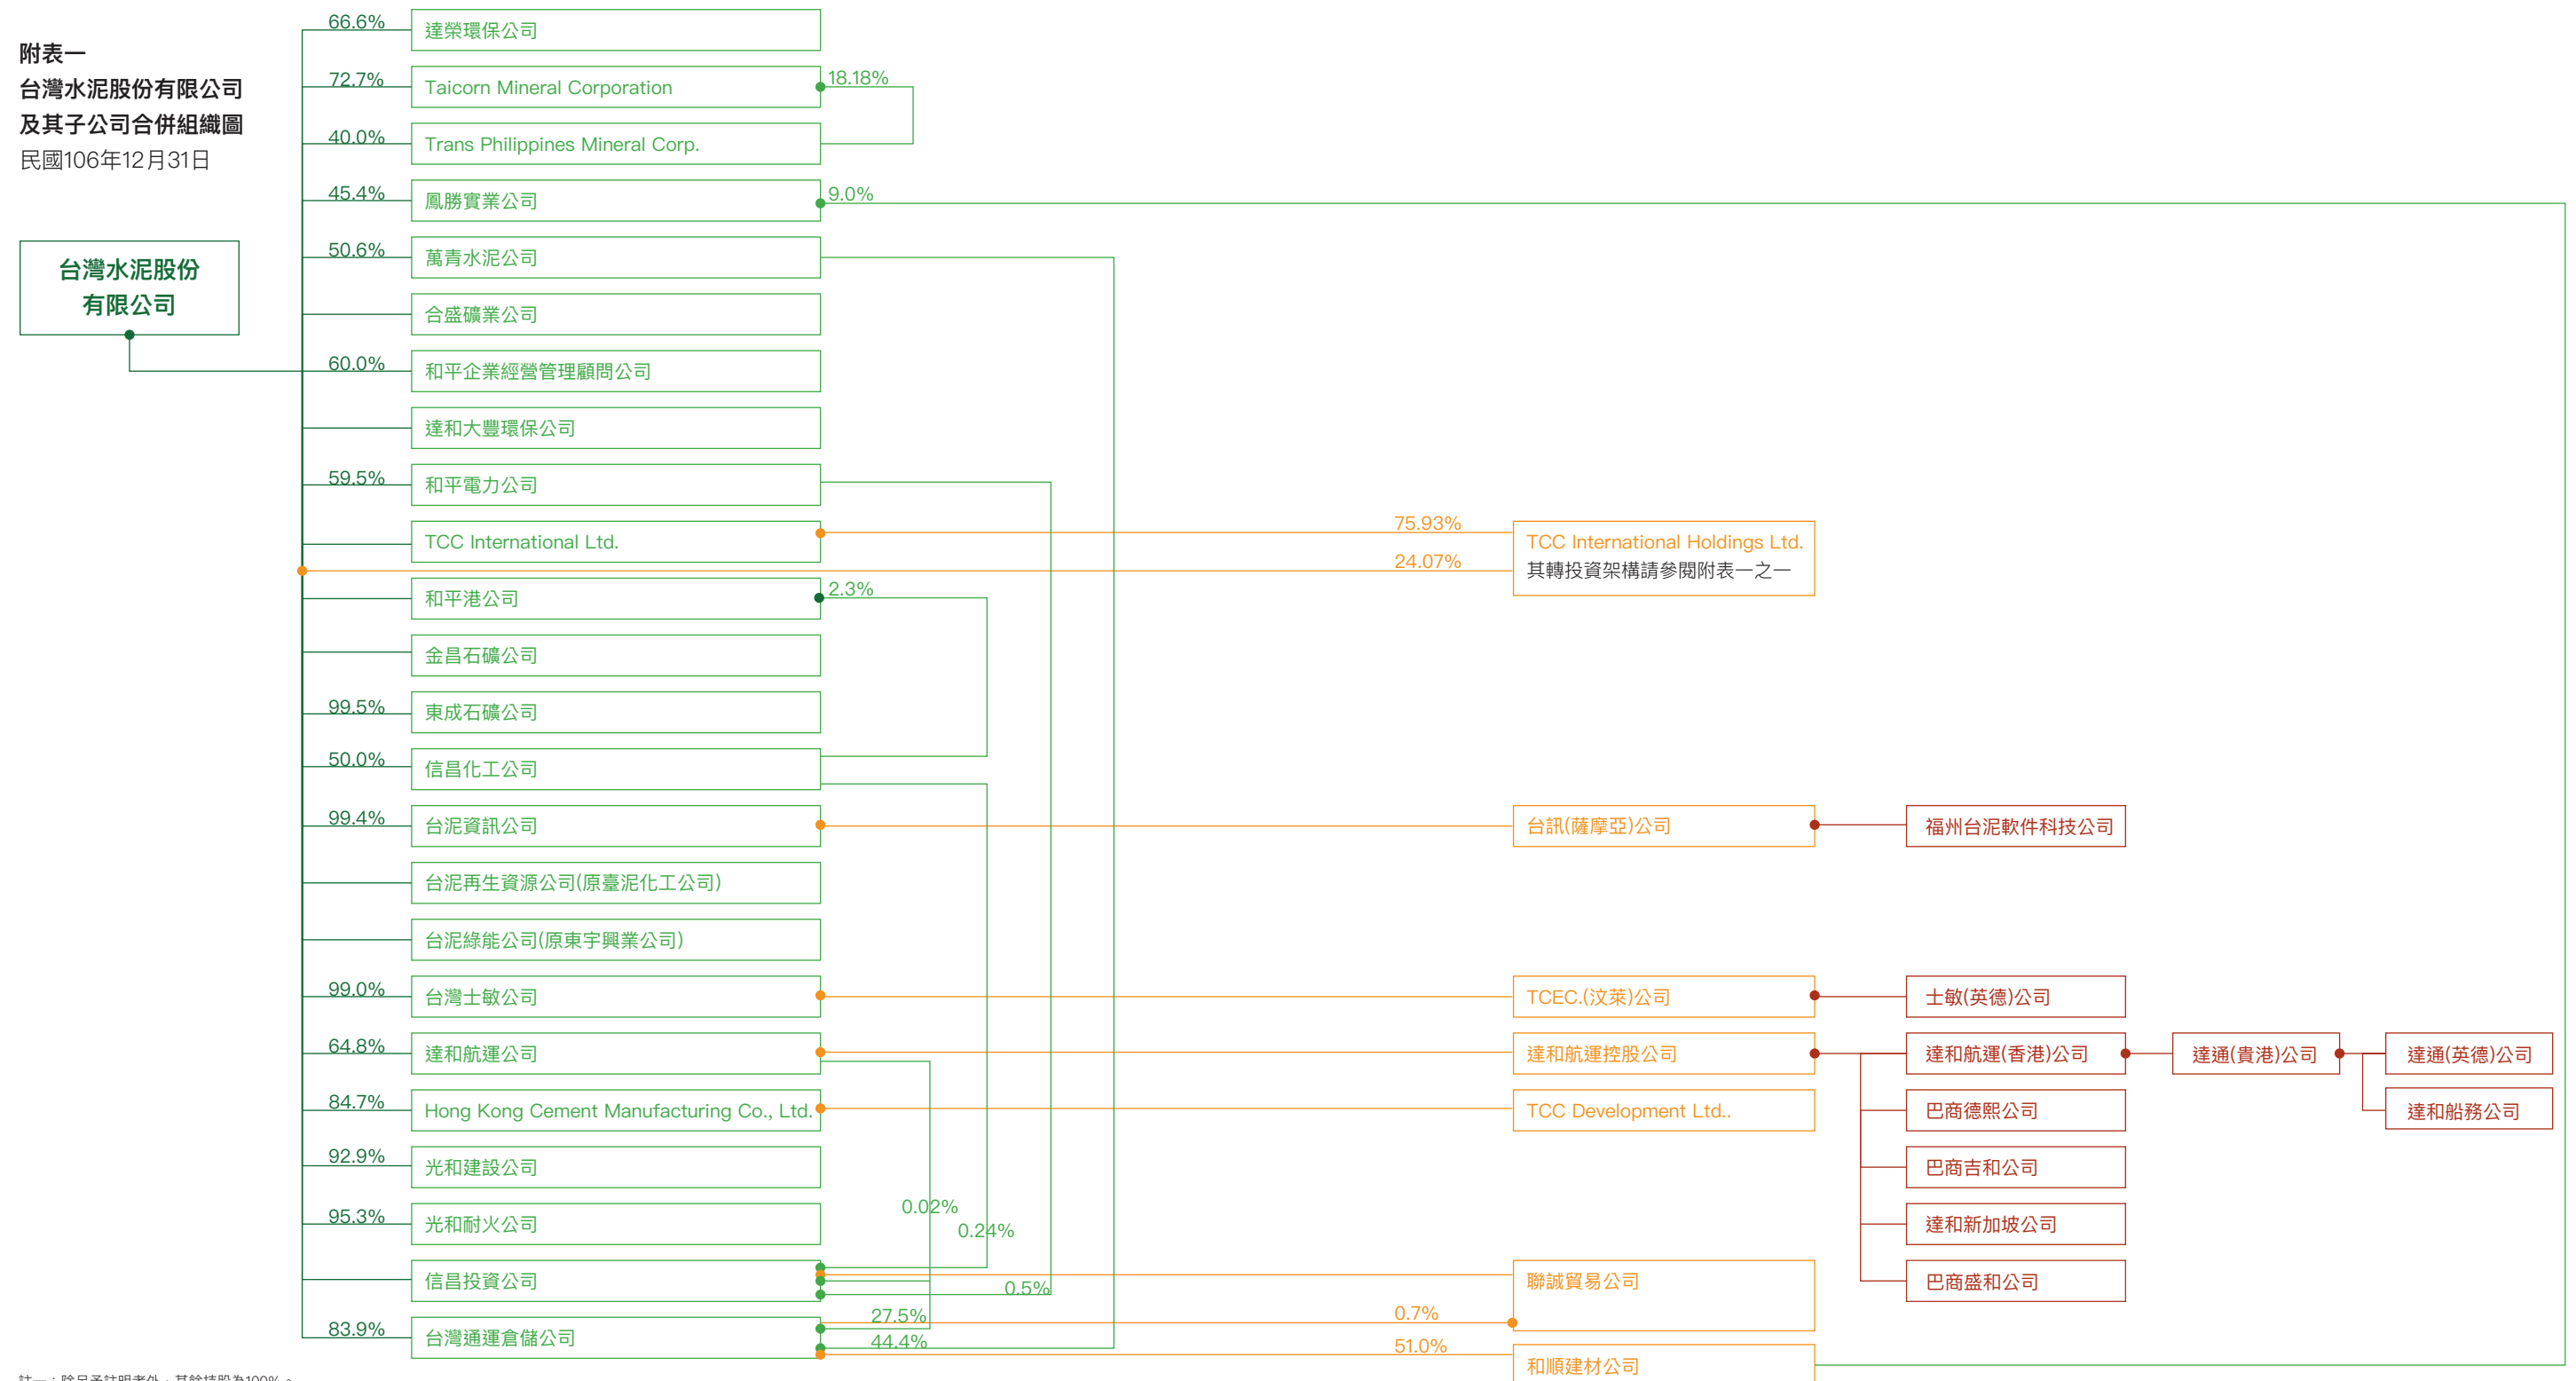 附表一
台灣水泥股份有限公司
及其子公司合併組織圖
民國106年12月31日
台灣水泥股份
有限公司
66.6%
達榮環保公司
72.7%
Taicorn Mineral Corporation
18.18%
40.0%
Trans Philippines Mineral Corp.
45.4%
鳳勝實業公司
9.0%
50.6%
萬青水泥公司
合盛礦業公司
60.0%
和平企業經營管理顧問公司
達和大豐環保公司
59.5%
和平電力公司
TCC International Ltd.
75.93%
TCC International Holdings Ltd.
24.07%
其轉投資架構請參閱附表一之一
和平港公司
2.3%
金昌石礦公司
99.5%
東成石礦公司
50.0%
信昌化工公司
99.4%
台泥資訊公司
台訊(薩摩亞)公司
福州台泥軟件科技公司
台泥再生資源公司(原臺泥化工公司)
台泥綠能公司(原東宇興業公司)
99.0%
台灣士敏公司
TCEC.(汶萊)公司
士敏(英德)公司
64.8%
達和航運公司
達和航運控股公司
達和航運(香港)公司
達通(貴港)公司
達通(英德)公司
84.7%
Hong Kong Cement Manufacturing Co., Ltd.
TCC Development Ltd..
巴商德熙公司
達和船務公司
92.9%
光和建設公司
巴商吉和公司
95.3%
光和耐火公司
0.02%
0.24%
達和新加坡公司
信昌投資公司
0.5%
聯誠貿易公司
巴商盛和公司
83.9%
台灣通運倉儲公司
27.5%
44.4%
0.7%
51.0%
和順建材公司
註一：除另予註明者外，其餘持股為100%。